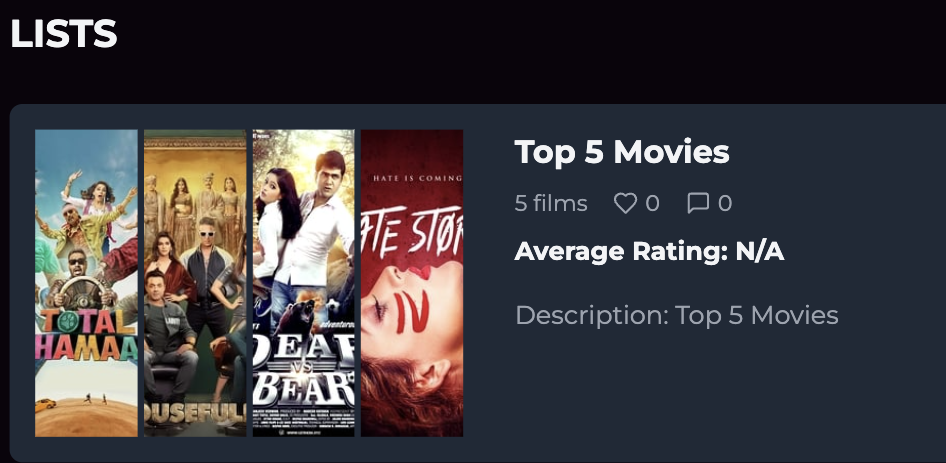 LISTS
TOTAL
HAMAA
OUSEFUL
DEAR
VS
BEAR
HATE IS COMING
ATE STOR
IV
Top 5 Movies
5 films 0 0
Average Rating: N/A
Description: Top 5 Movies